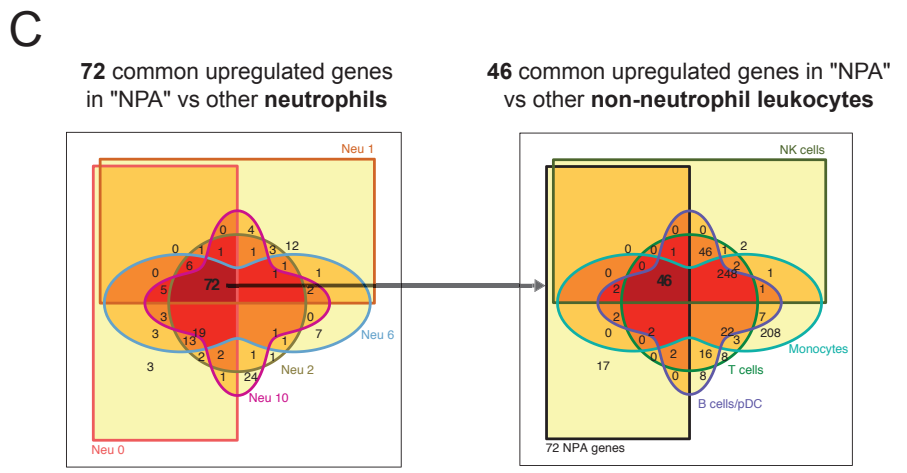 C
72 common upregulated genes
in "NPA" vs other neutrophils
46 common upregulated genes in "NPA"
vs other non-neutrophil leukocytes
Neu 1
0 4
0 1 1 1 3 12
0 6 1 1 1
5 72 2
3 0
3 19 1 7 Neu 6
13 1
3 2 2 1 1
Neu 2
1 24
Neu 10
Neu 0
NK cells
0 0
0 0 1 46 1 2
0 0 2 1
46 248
2 1
2 7
0 2 22 208
0 3
Monocytes
0 2 16 8
17 T cells
0 8
B cells/pDC
72 NPA genes